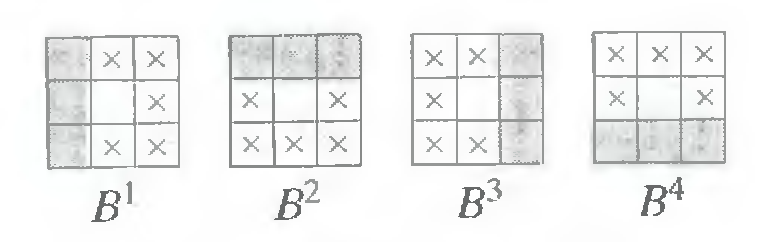 × × × × × × × × ×
× × × × × × ×
× × × × × × × ×
B¹ B² B³ B⁴